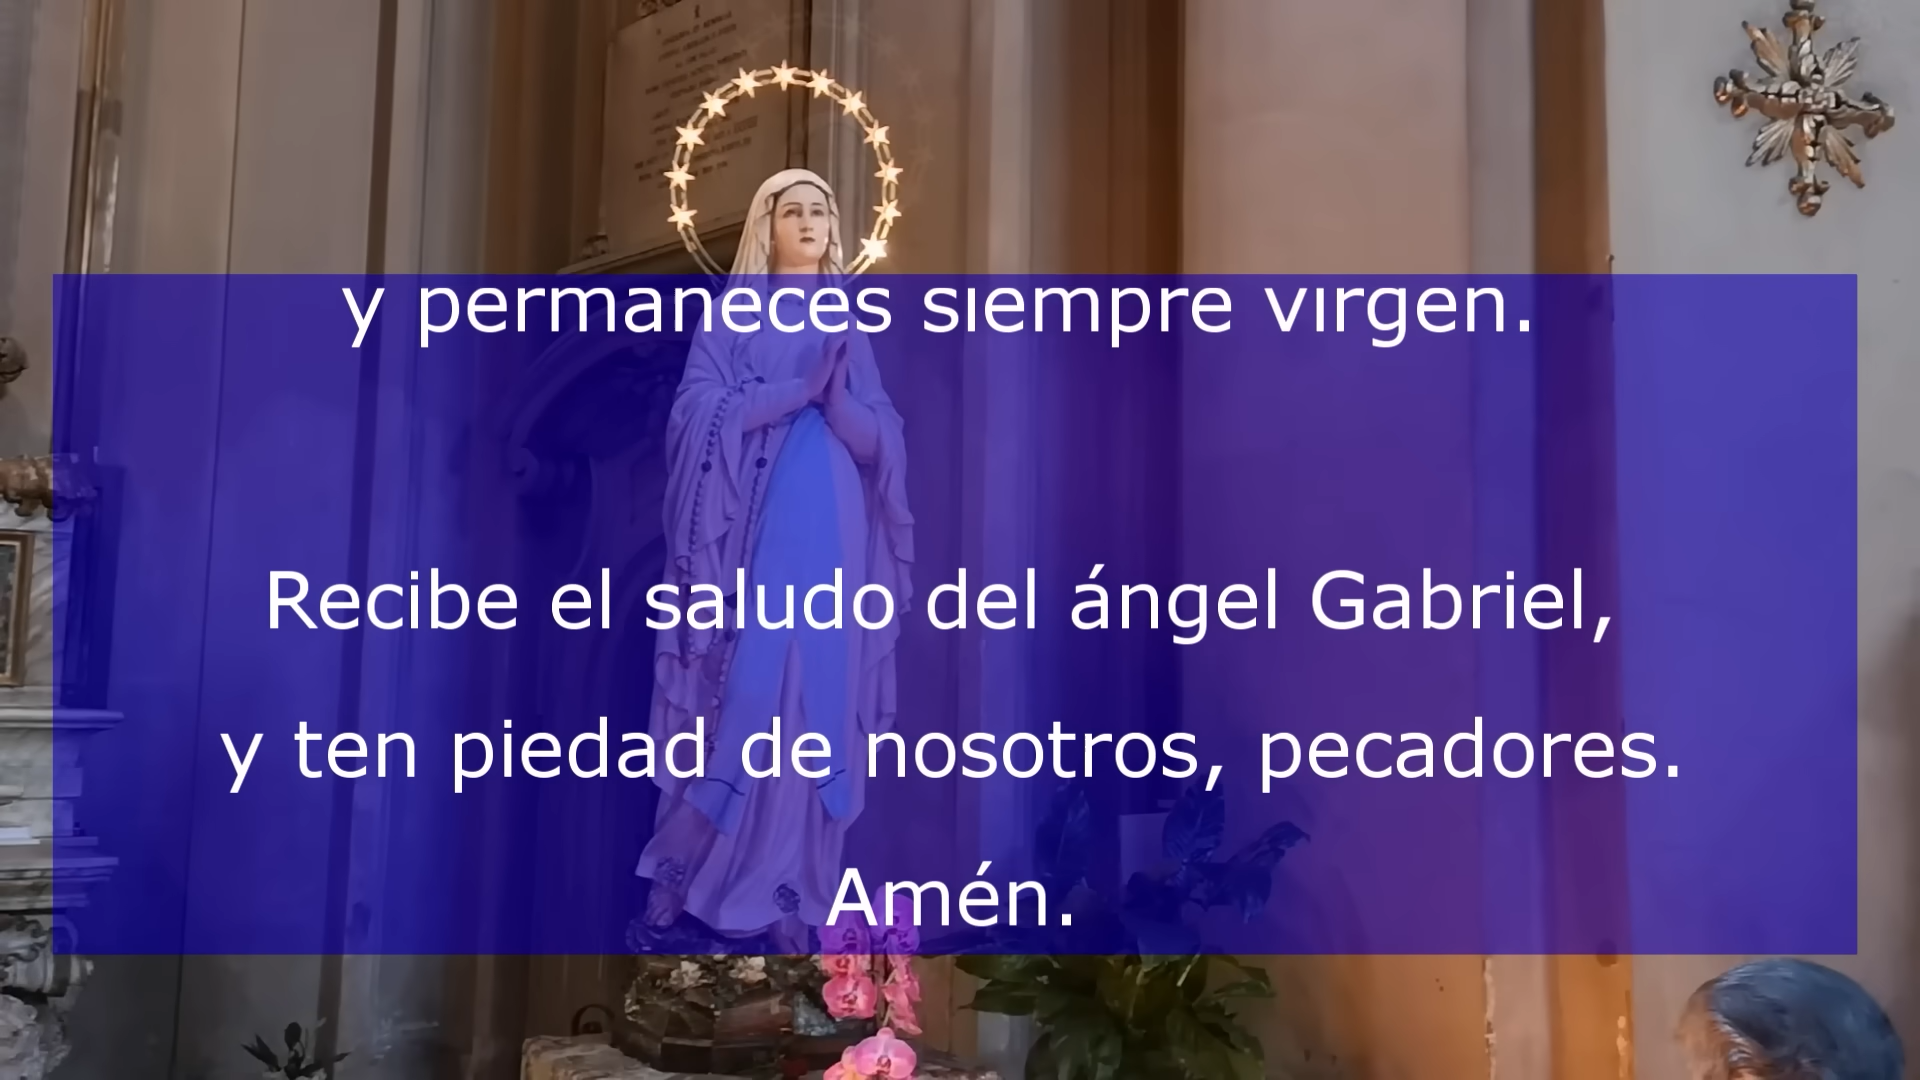 y permaneces siempre virgen.
Recibe el saludo del ángel Gabriel,
y ten piedad de nosotros, pecadores.
Amén.